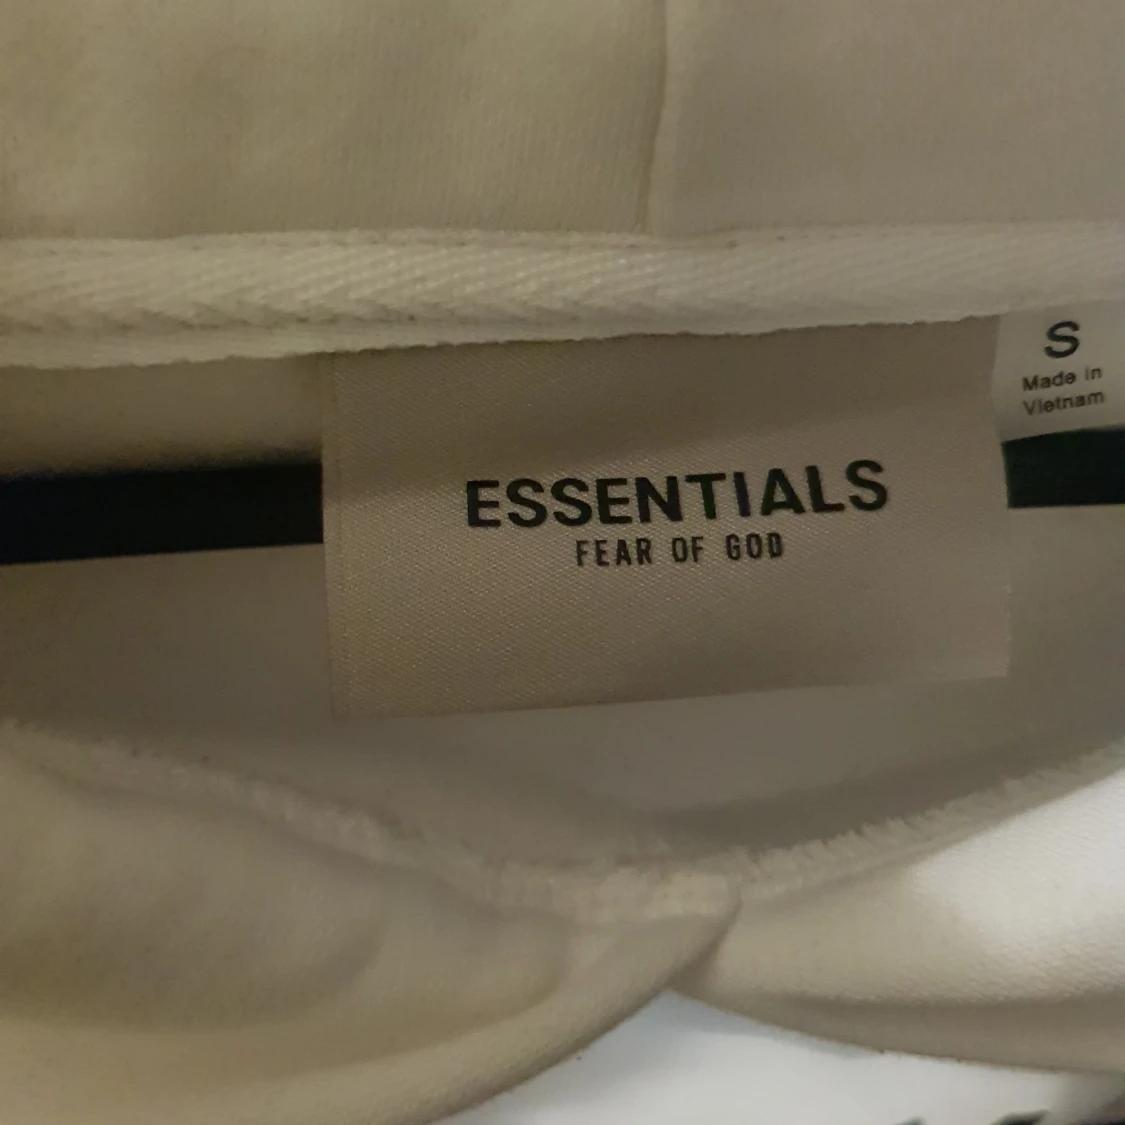 S
Made in
Vietnam
ESSENTIALS
FEAR OF GOD